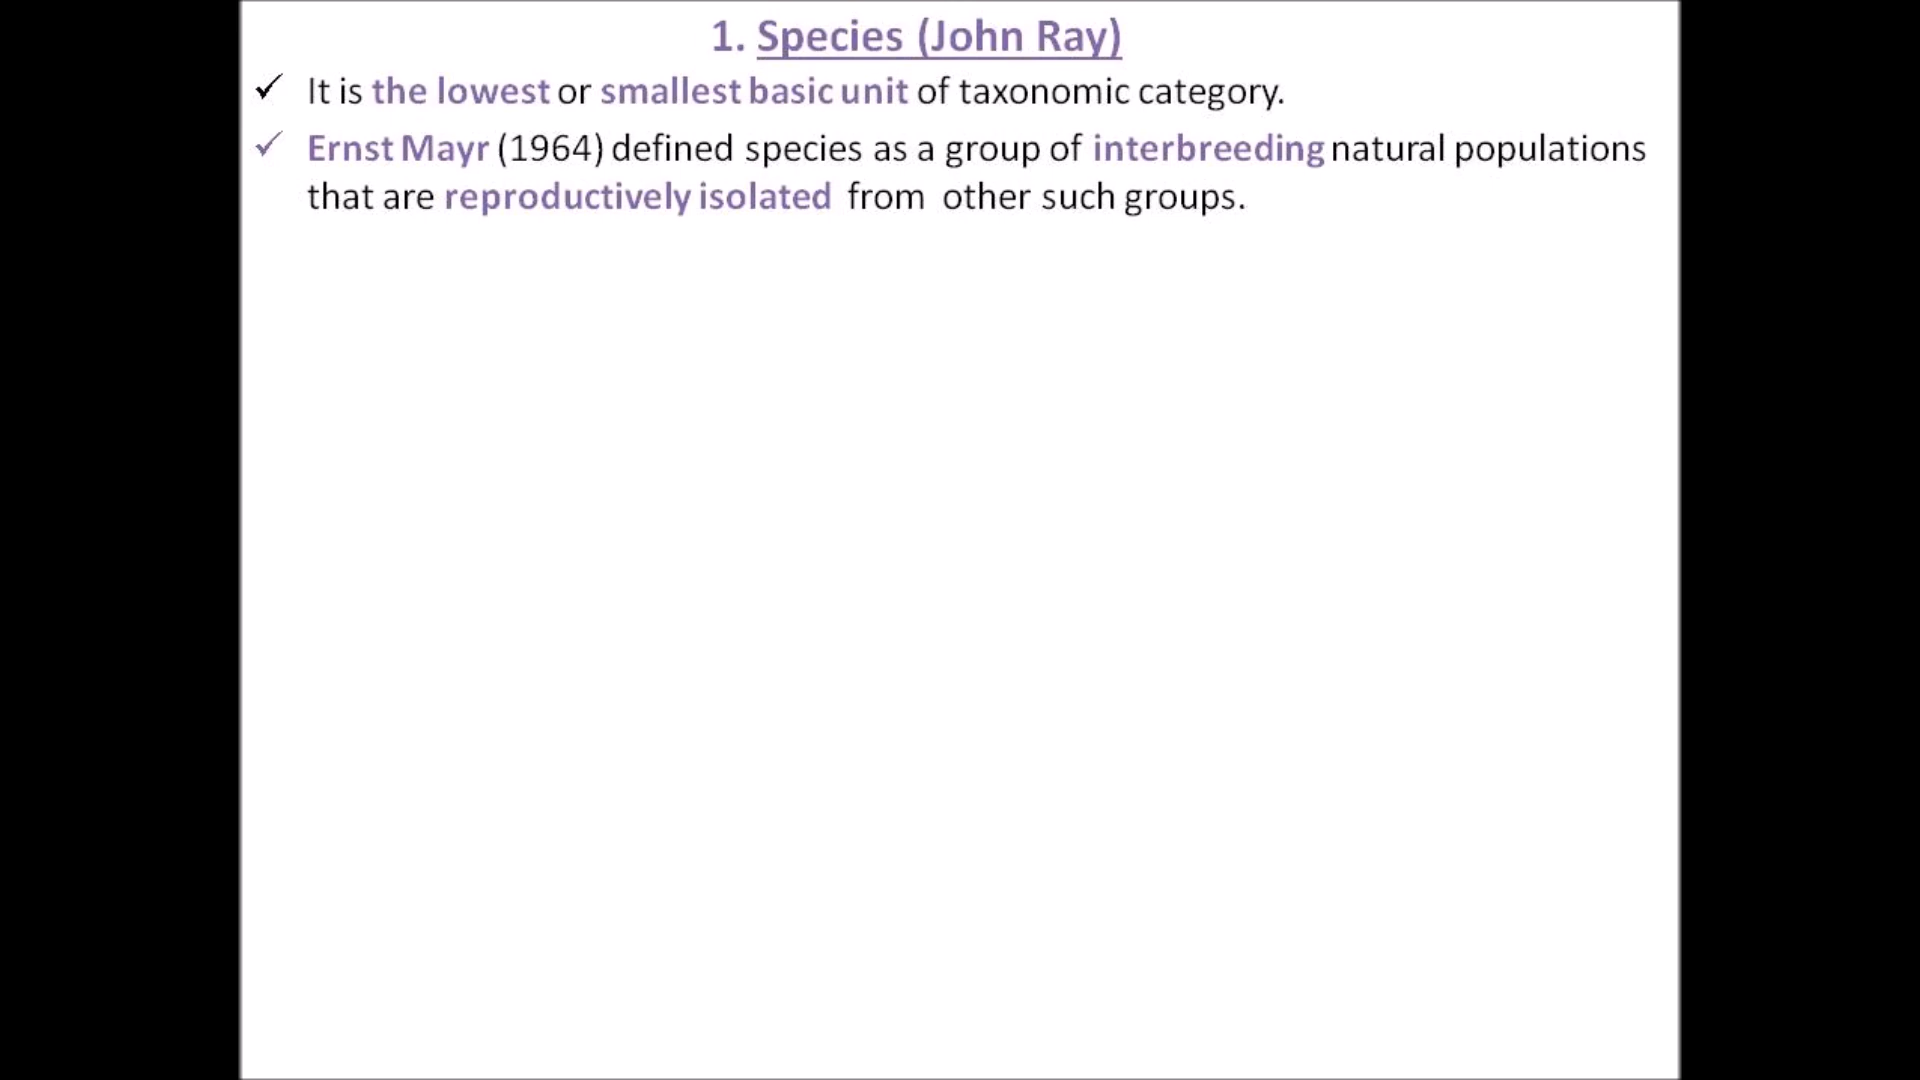 1. Species (John Ray)
✓ It is the lowest or smallest basic unit of taxonomic category.
✓ Ernst Mayr (1964) defined species as a group of interbreeding natural populations
that are reproductively isolated from other such groups.